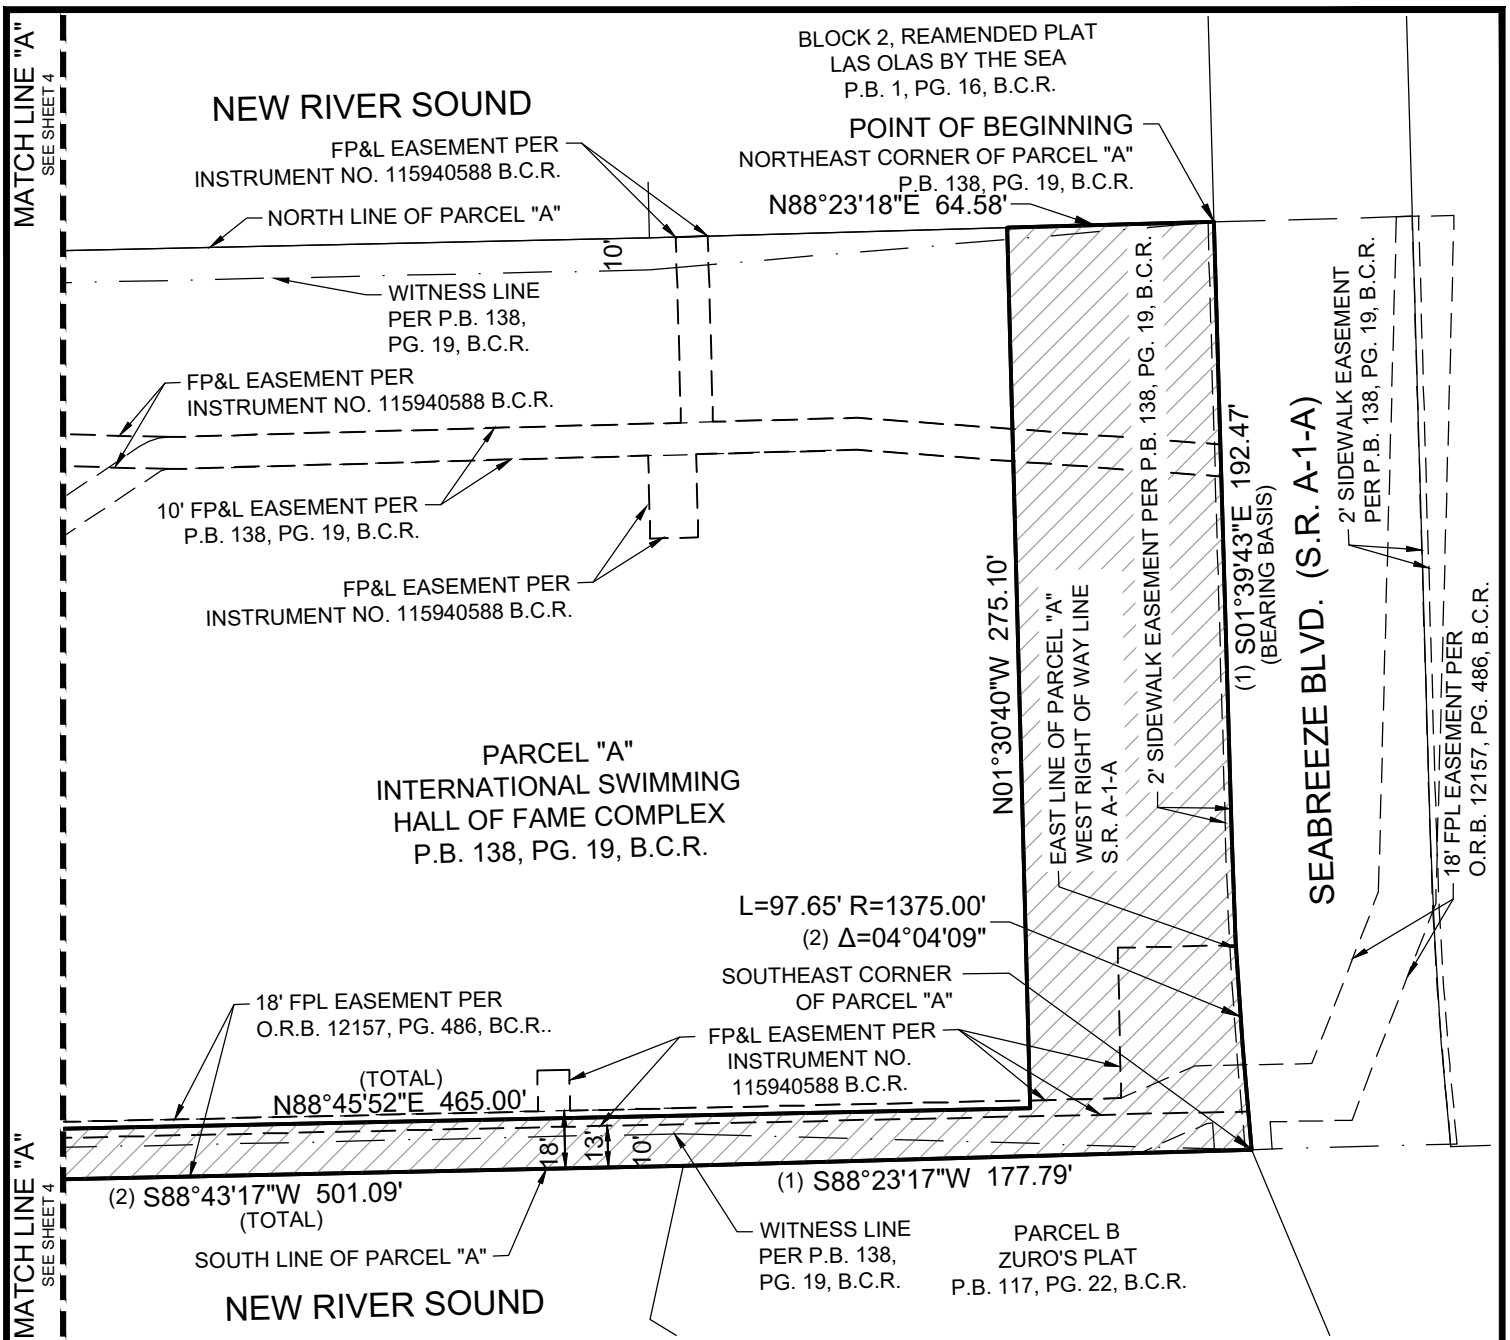 MATCH LINE "A"
SEE SHEET 4
NEW RIVER SOUND
FP&L EASEMENT PER
INSTRUMENT NO. 115940588 B.C.R.
NORTH LINE OF PARCEL "A"
BLOCK 2, REAMENDED PLAT
LAS OLAS BY THE SEA
P.B. 1, PG. 16, B.C.R.
POINT OF BEGINNING
NORTHEAST CORNER OF PARCEL "A"
P.B. 138, PG. 19, B.C.R.
N88°23'18"E 64.58'
10'
WITNESS LINE
PER P.B. 138,
PG. 19, B.C.R.
FP&L EASEMENT PER
INSTRUMENT NO. 115940588 B.C.R.
10' FP&L EASEMENT PER
P.B. 138, PG. 19, B.C.R.
FP&L EASEMENT PER
INSTRUMENT NO. 115940588 B.C.R.
N01°30'40"W 275.10'
EAST LINE OF PARCEL "A"
WEST RIGHT OF WAY LINE
S.R. A-1-A
2' SIDEWALK EASEMENT PER P.B. 138, PG. 19, B.C.R.
(1) S01°39'43"E 192.47'
(BEARING BASIS)
SEABREEZE BLVD. (S.R. A-1-A)
2' SIDEWALK EASEMENT
PER P.B. 138, PG. 19, B.C.R.
18' FPL EASEMENT PER
O.R.B. 12157, PG. 486, B.C.R.
PARCEL "A"
INTERNATIONAL SWIMMING
HALL OF FAME COMPLEX
P.B. 138, PG. 19, B.C.R.
L=97.65' R=1375.00'
(2) Δ=04°04'09"
SOUTHEAST CORNER
OF PARCEL "A"
FP&L EASEMENT PER
INSTRUMENT NO.
115940588 B.C.R.
18' FPL EASEMENT PER
O.R.B. 12157, PG. 486, BC.R..
(TOTAL)
N88°45'52"E 465.00'
18'
13'
10'
MATCH LINE "A"
SEE SHEET 4
(2) S88°43'17"W 501.09'
(TOTAL)
(1) S88°23'17"W 177.79'
SOUTH LINE OF PARCEL "A"
WITNESS LINE
PER P.B. 138,
PG. 19, B.C.R.
PARCEL B
ZURO'S PLAT
P.B. 117, PG. 22, B.C.R.
NEW RIVER SOUND